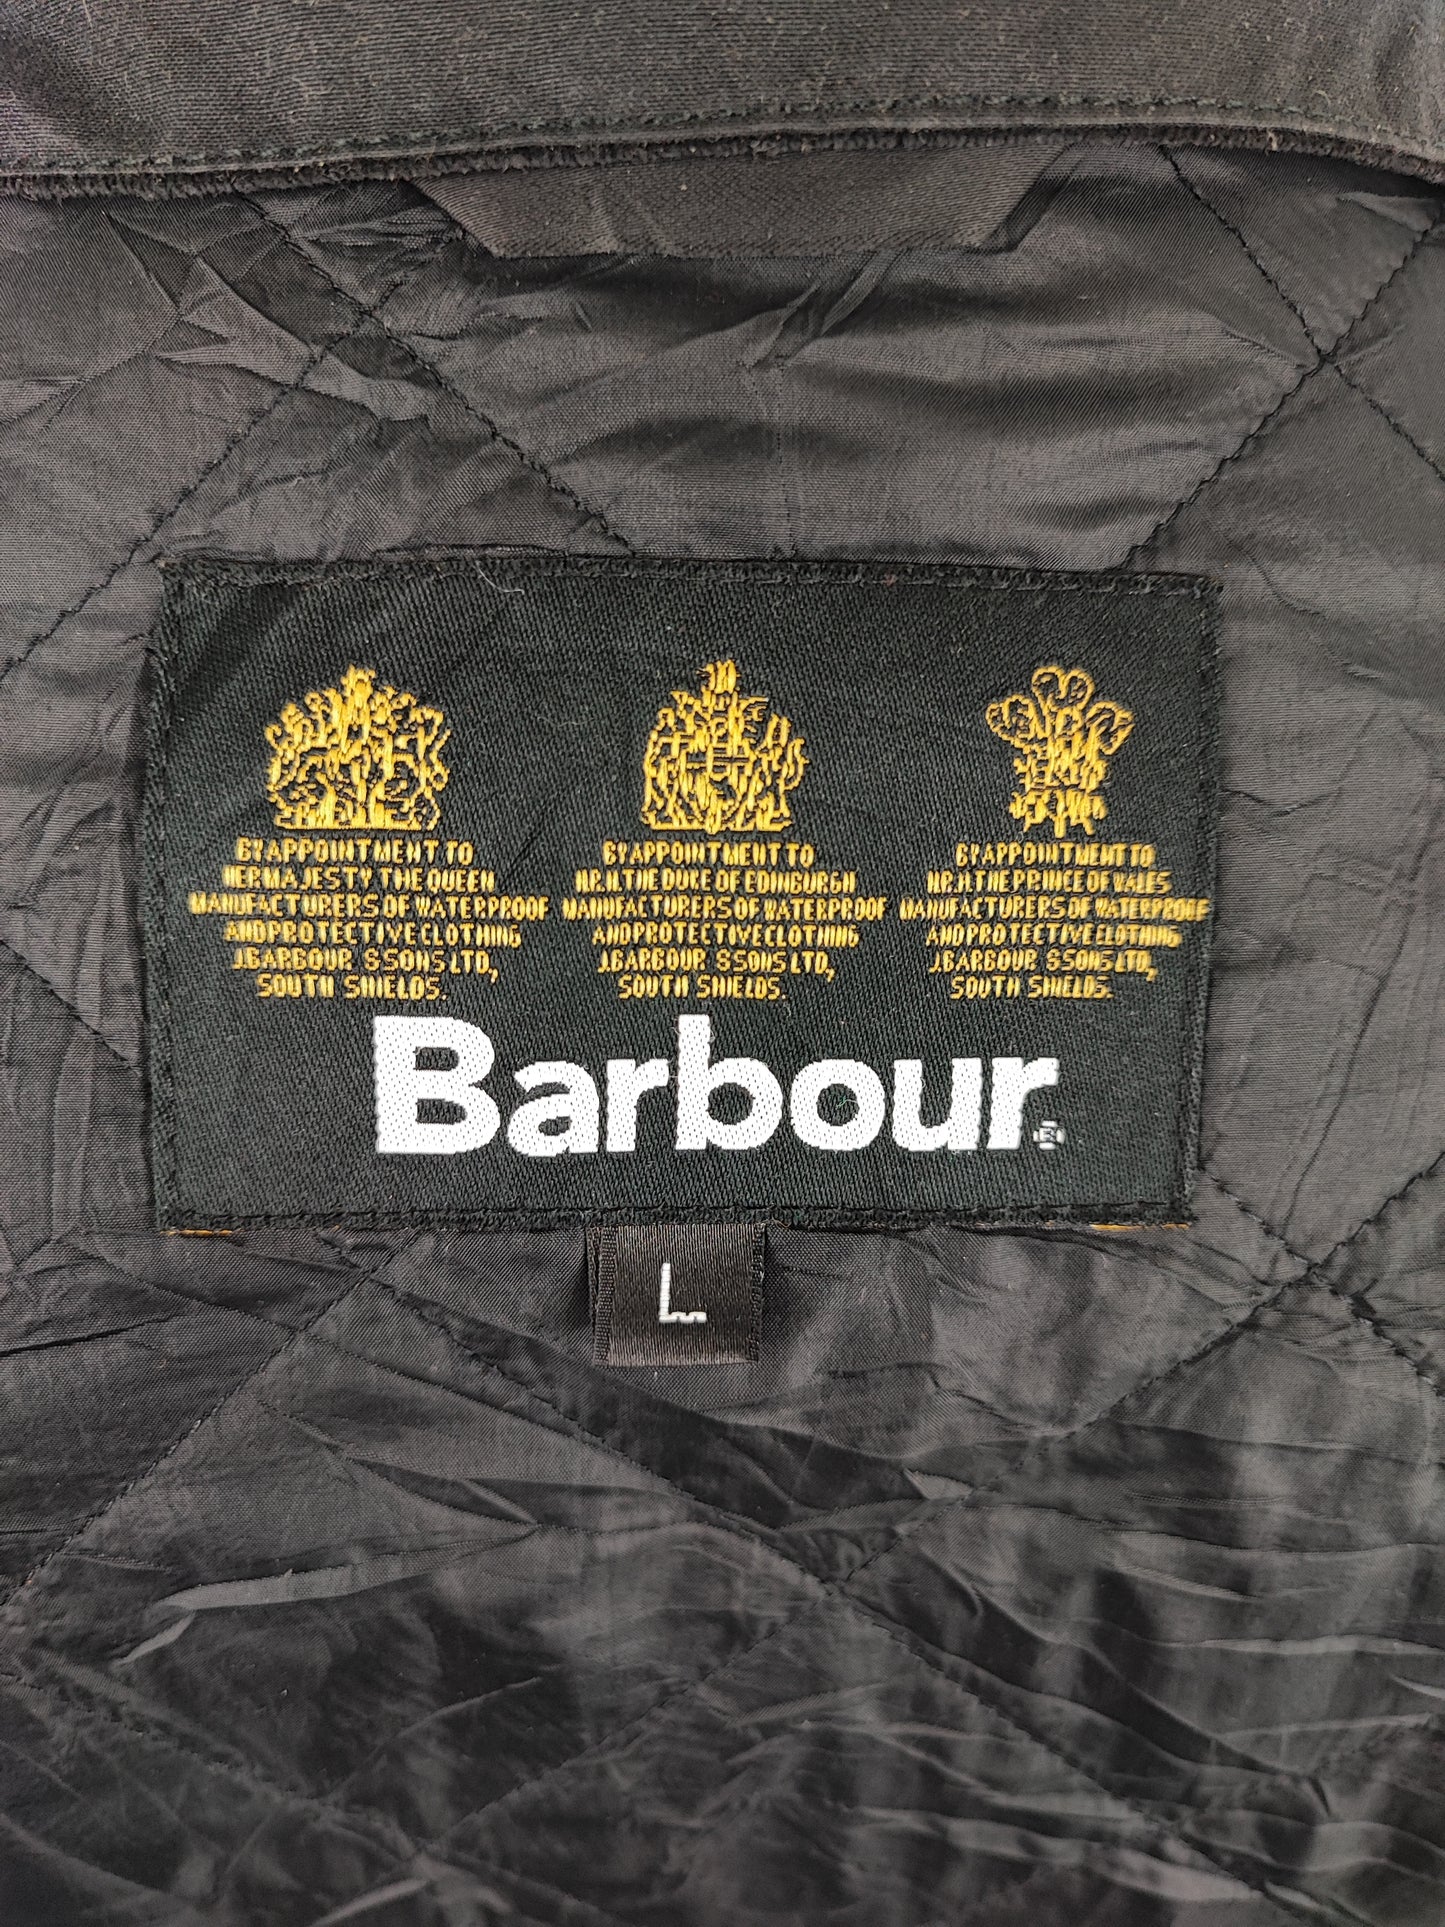 BY APPOINTMENT TO
HER MAJESTY THE QUEEN
MANUFACTURERS OF WATERPROOF
AND PROTECTIVE CLOTHING
J. BARBOUR & SONS LTD,
SOUTH SHIELDS.
BY APPOINTMENT TO
H.R.H. THE DUKE OF EDINBURGH
MANUFACTURERS OF WATERPROOF
AND PROTECTIVE CLOTHING
J. BARBOUR & SONS LTD,
SOUTH SHIELDS.
BY APPOINTMENT TO
H.R.H. THE PRINCE OF WALES
MANUFACTURERS OF WATERPROOF
AND PROTECTIVE CLOTHING
J. BARBOUR & SONS LTD,
SOUTH SHIELDS.
Barbour®
L